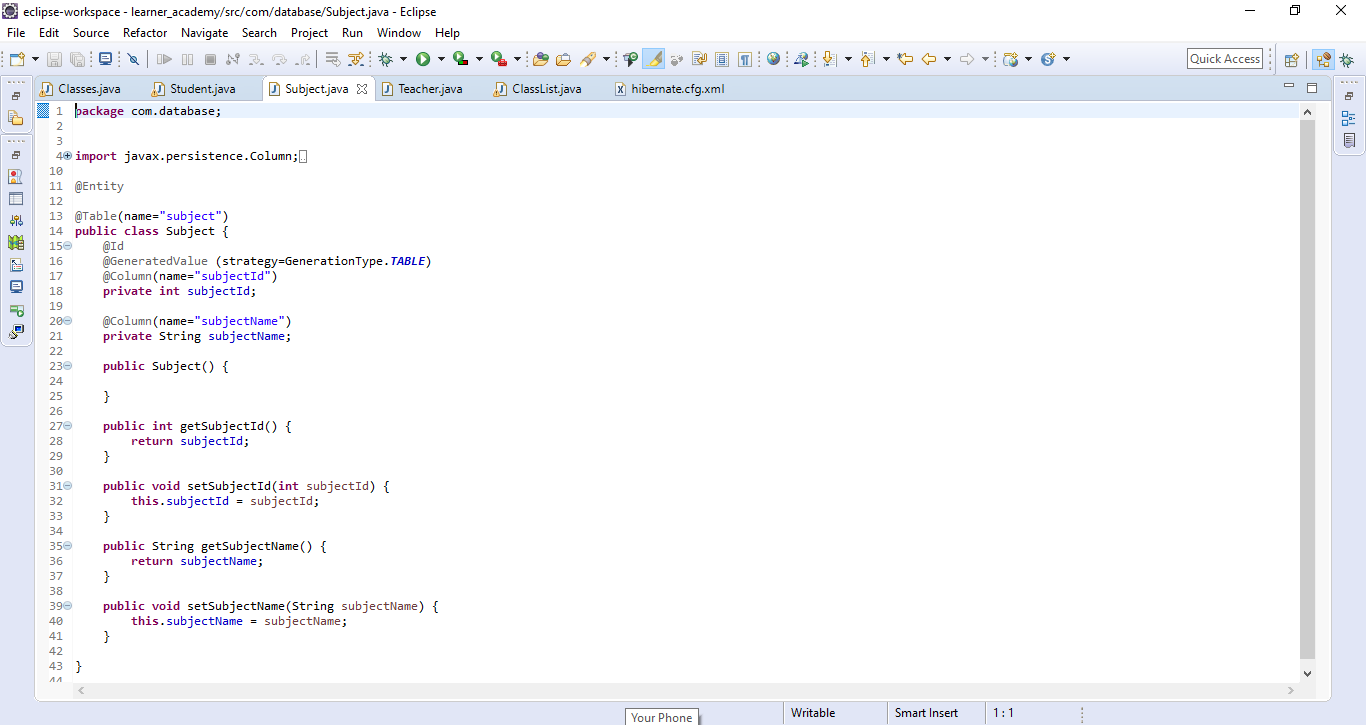 eclipse-workspace - learner_academy/src/com/database/Subject.java - Eclipse
File Edit Source Refactor Navigate Search Project Run Window Help
Quick Access
Classes.java Student.java Subject.java Teacher.java ClassList.java hibernate.cfg.xml
1 package com.database;
2
3
4 import javax.persistence.Column;
10
11 @Entity
12
13 @Table(name="subject")
14 public class Subject {
15 @Id
16 @GeneratedValue (strategy=GenerationType.TABLE)
17 @Column(name="subjectId")
18 private int subjectId;
19
20 @Column(name="subjectName")
21 private String subjectName;
22
23 public Subject() {
24
25 }
26
27 public int getSubjectId() {
28 return subjectId;
29 }
30
31 public void setSubjectId(int subjectId) {
32 this.subjectId = subjectId;
33 }
34
35 public String getSubjectName() {
36 return subjectName;
37 }
38
39 public void setSubjectName(String subjectName) {
40 this.subjectName = subjectName;
41 }
42
43 }
44
Your Phone Writable Smart Insert 1 : 1